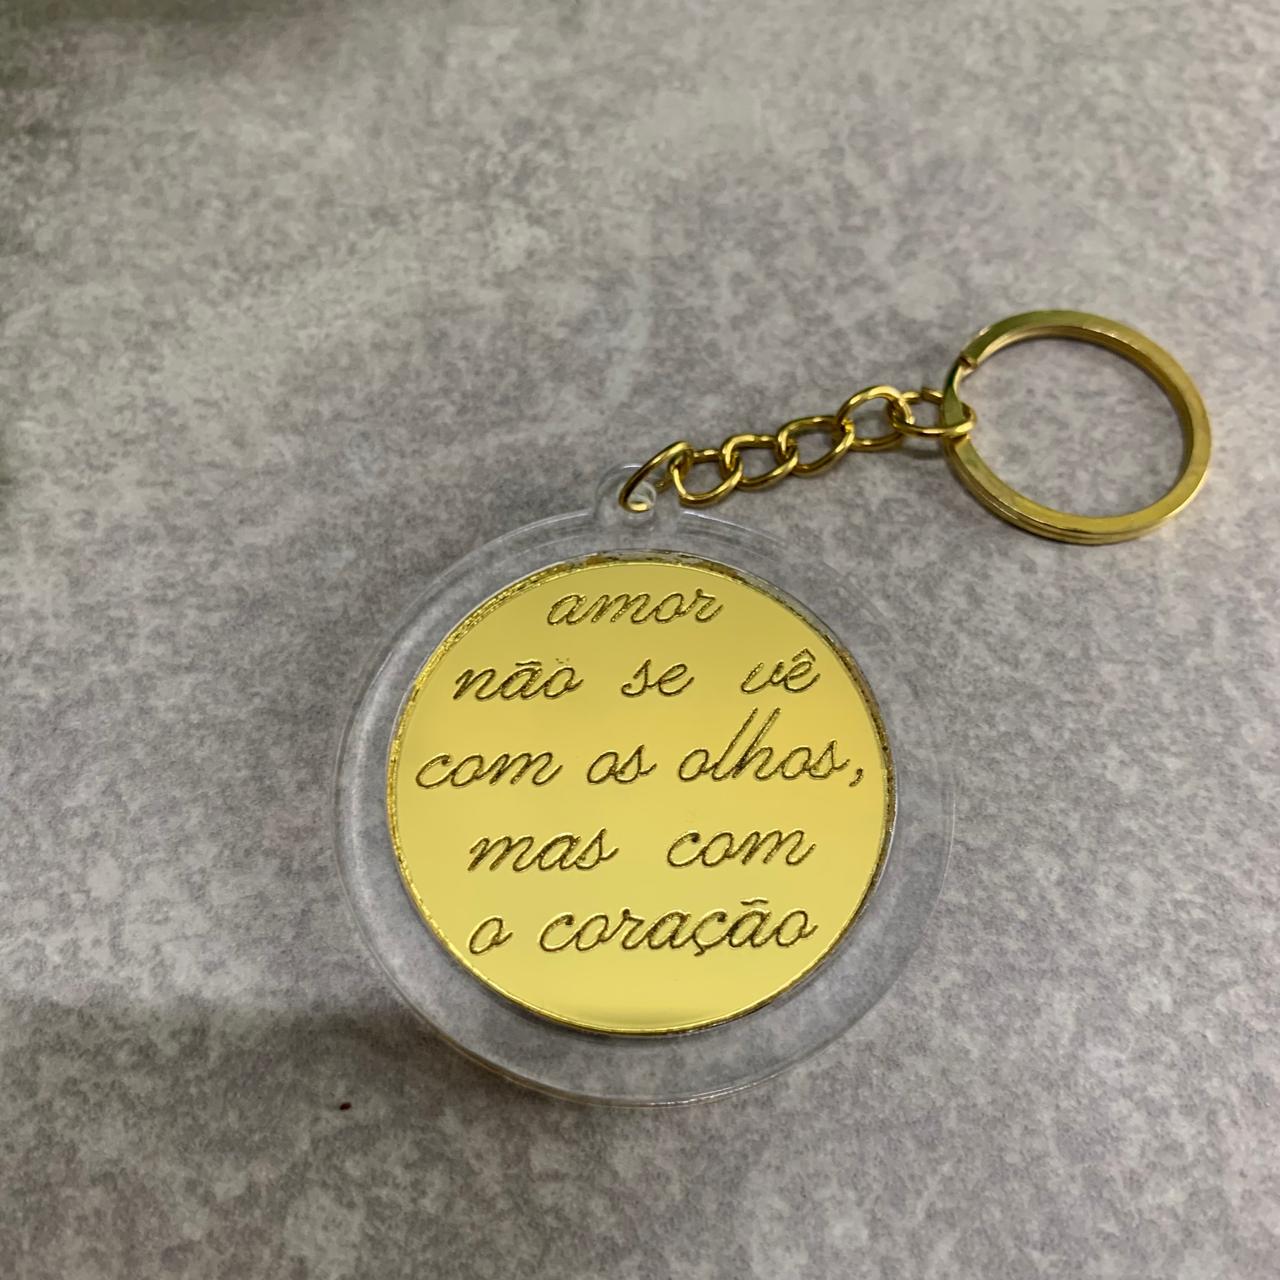 amor
não se vê
com os olhos,
mas com
o coração